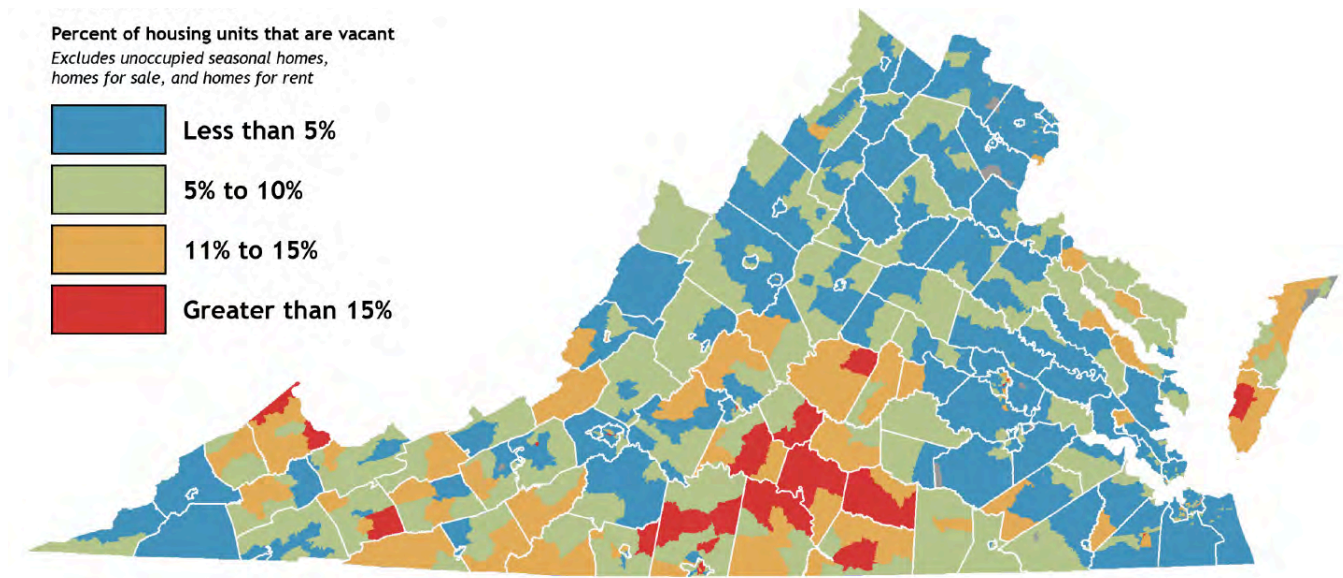 Percent of housing units that are vacant
Excludes unoccupied seasonal homes,
homes for sale, and homes for rent
Less than 5%
5% to 10%
11% to 15%
Greater than 15%